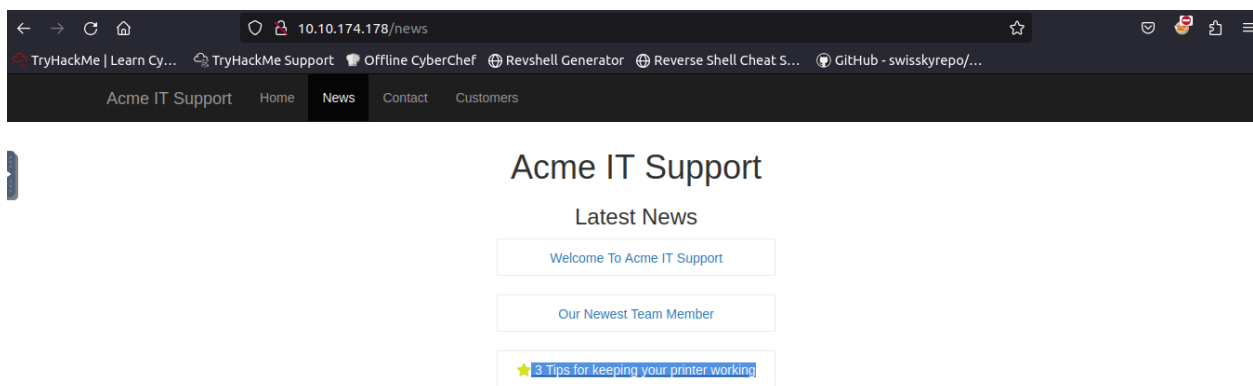 10.10.174.178/news
TryHackMe | Learn Cy... TryHackMe Support Offline CyberChef Revshell Generator Reverse Shell Cheat S... GitHub - swisskyrepo/...
Acme IT Support Home News Contact Customers
Acme IT Support
Latest News
Welcome To Acme IT Support
Our Newest Team Member
3 Tips for keeping your printer working